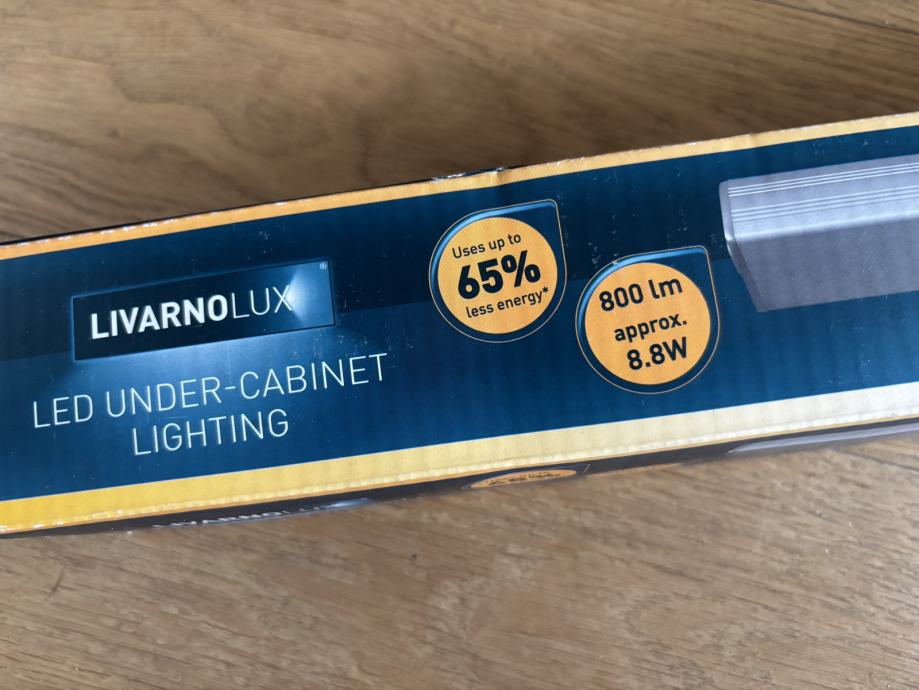 LIVARNOLUX®
LED UNDER-CABINET
LIGHTING
Uses up to
65%
less energy*
800 lm
approx.
8.8W